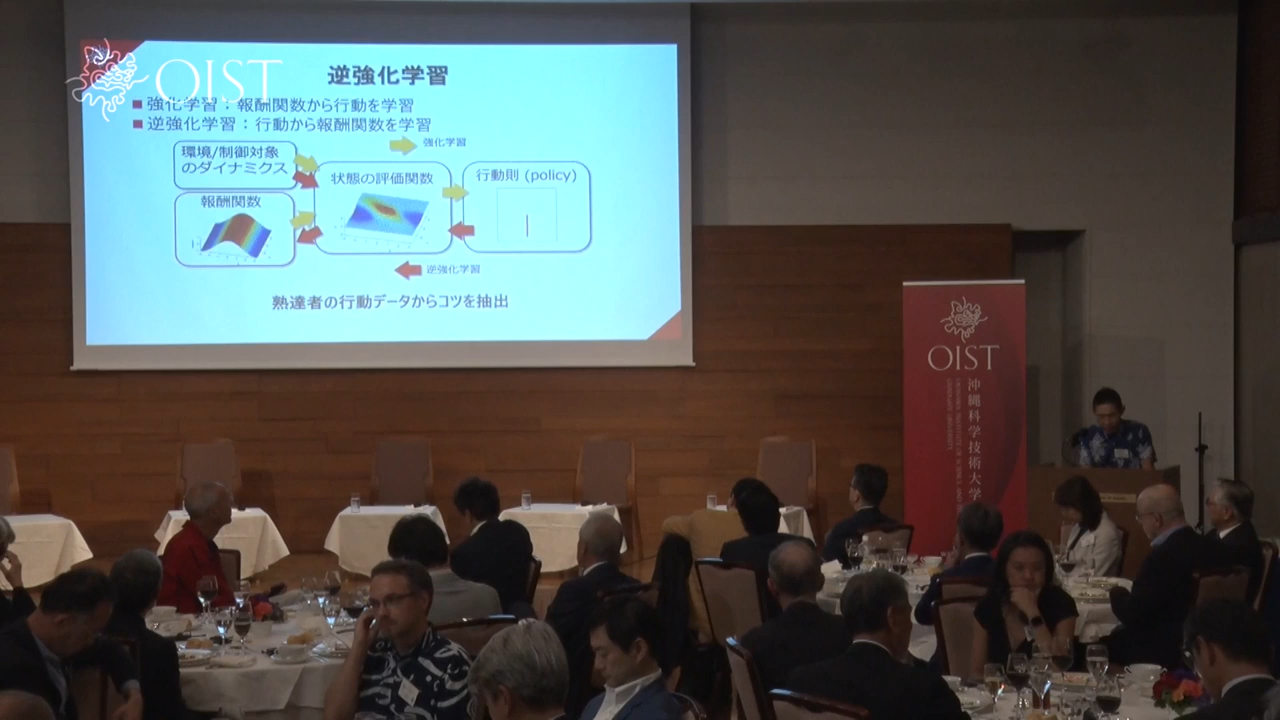 OIST
逆強化学習
強化学習：報酬関数から行動を学習
逆強化学習：行動から報酬関数を学習
強化学習
環境/制御対象
のダイナミクス
状態の評価関数
行動則 (policy)
報酬関数
逆強化学習
熟達者の行動データからコツを抽出
OIST
沖縄科学技術大学